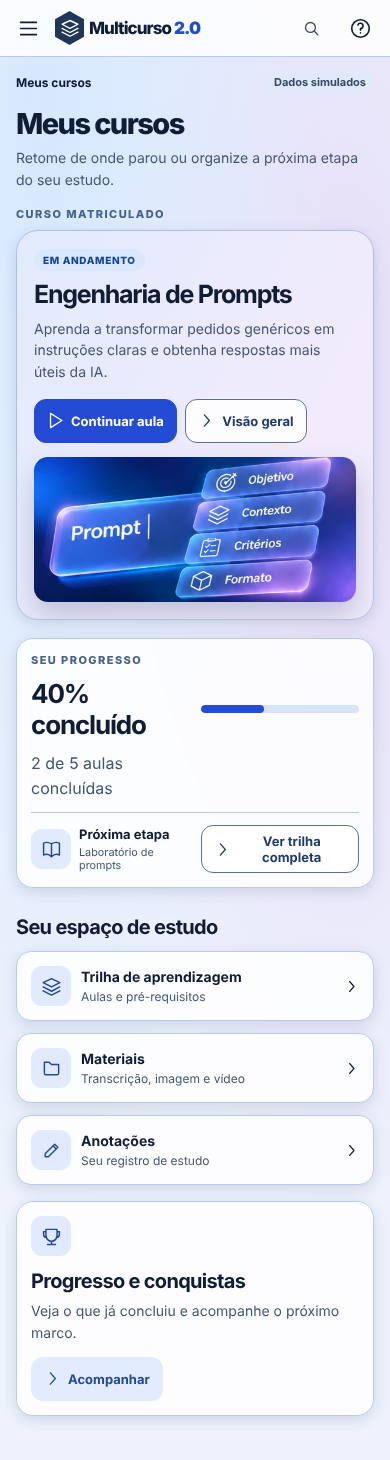 Multicurso 2.0
Meus cursos
Dados simulados
Meus cursos
Retome de onde parou ou organize a próxima etapa
do seu estudo.
CURSO MATRICULADO
EM ANDAMENTO
Engenharia de Prompts
Aprenda a transformar pedidos genéricos em
instruções claras e obtenha respostas mais
úteis da IA.
Continuar aula
Visão geral
Prompt
Objetivo
Contexto
Critérios
Formato
SEU PROGRESSO
40%
concluído
2 de 5 aulas
concluídas
Próxima etapa
Laboratório de
prompts
Ver trilha
completa
Seu espaço de estudo
Trilha de aprendizagem
Aulas e pré-requisitos
Materiais
Transcrição, imagem e vídeo
Anotações
Seu registro de estudo
Progresso e conquistas
Veja o que já concluiu e acompanhe o próximo
marco.
Acompanhar